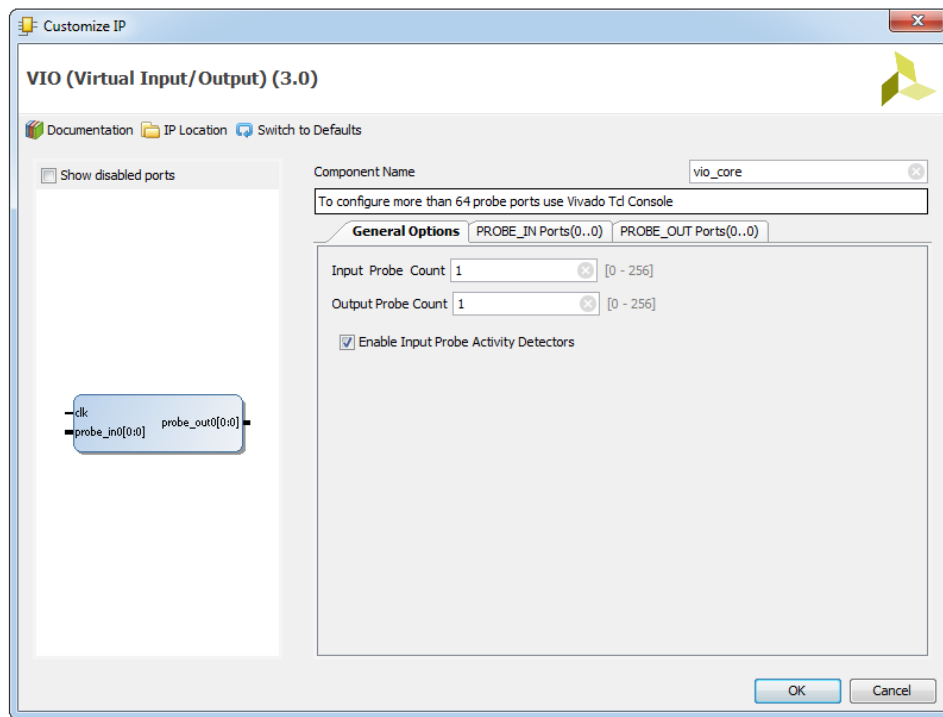 Customize IP
VIO (Virtual Input/Output) (3.0)
Documentation IP Location Switch to Defaults
Show disabled ports
Component Name vio_core
To configure more than 64 probe ports use Vivado Tcl Console
General Options PROBE_IN Ports(0..0) PROBE_OUT Ports(0..0)
Input Probe Count 1 [0 - 256]
Output Probe Count 1 [0 - 256]
Enable Input Probe Activity Detectors
clk
probe_in0[0:0] probe_out0[0:0]
OK Cancel